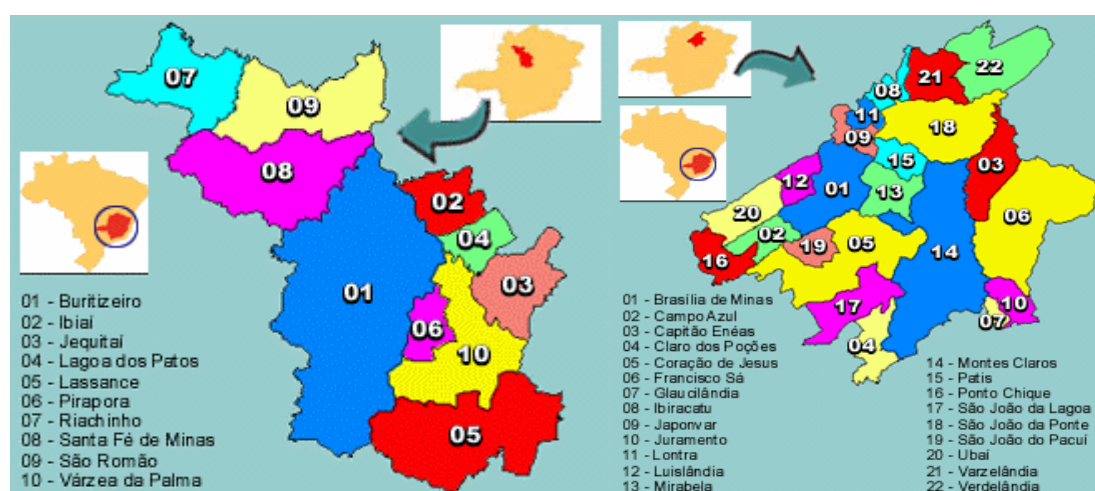 07
09
08
02
04
03
01
06
10
05
01 - Buritizeiro
02 - Ibiaí
03 - Jequitaí
04 - Lagoa dos Patos
05 - Lassance
06 - Pirapora
07 - Riachinho
08 - Santa Fé de Minas
09 - São Romão
10 - Várzea da Palma
22
21
08
11
18
09
15
03
12
01
13
06
20
02
19
05
14
16
17
10
07
04
01 - Brasília de Minas
02 - Campo Azul
03 - Capitão Enéas
04 - Claro dos Poções
05 - Coração de Jesus
06 - Francisco Sá
07 - Glaucilândia
08 - Ibiracatu
09 - Japonvar
10 - Juramento
11 - Lontra
12 - Luislândia
13 - Mirabela
14 - Montes Claros
15 - Patis
16 - Ponto Chique
17 - São João da Lagoa
18 - São João da Ponte
19 - São João do Pacuí
20 - Ubaí
21 - Varzelândia
22 - Verdelândia